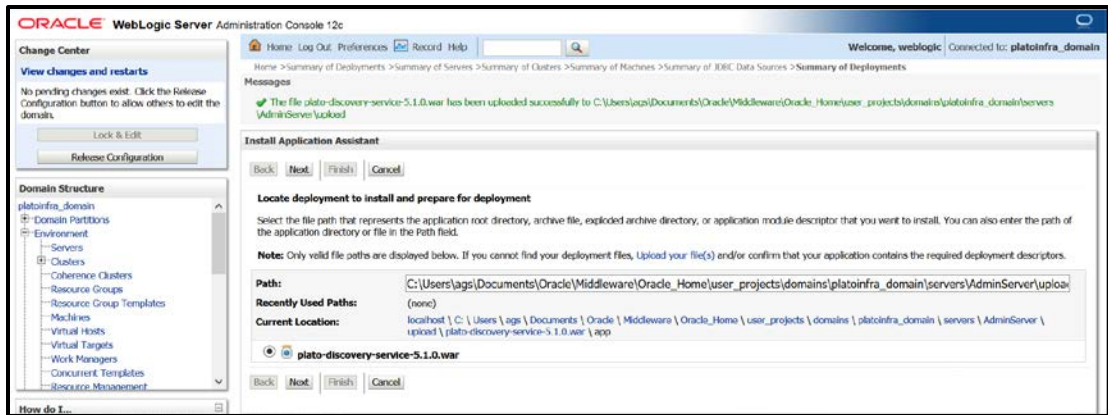 ORACLE WebLogic Server Administration Console 12c
Change Center
View changes and restarts
No pending changes exist. Click the Release
Configuration button to allow others to edit the
domain.
Lock & Edit
Release Configuration
Domain Structure
platoinfra_domain
Domain Partitions
Environment
Servers
Clusters
Coherence Clusters
Resource Groups
Resource Group Templates
Machines
Virtual Hosts
Virtual Targets
Work Managers
Concurrent Templates
Resource Management
How do I...
Home Log Out Preferences Record Help
Welcome, weblogic Connected to: platoinfra_domain
Home >Summary of Deployments >Summary of Servers >Summary of Clusters >Summary of Machines >Summary of JDBC Data Sources >Summary of Deployments
Messages
The file plato-discovery-service-5.1.0.war has been uploaded successfully to C:\Users\ags\Documents\Oracle\Middleware\Oracle_Home\user_projects\domains\platoinfra_domain\servers
\AdminServer\upload
Install Application Assistant
Back Next Finish Cancel
Locate deployment to install and prepare for deployment
Select the file path that represents the application root directory, archive file, exploded archive directory, or application module descriptor that you want to install. You can also enter the path of
the application directory or file in the Path field.
Note: Only valid file paths are displayed below. If you cannot find your deployment files, Upload your file(s) and/or confirm that your application contains the required deployment descriptors.
Path: C:\Users\ags\Documents\Oracle\Middleware\Oracle_Home\user_projects\domains\platoinfra_domain\servers\AdminServer\uploa
Recently Used Paths: (none)
Current Location: localhost \ C: \ Users \ ags \ Documents \ Oracle \ Middleware \ Oracle_Home \ user_projects \ domains \ platoinfra_domain \ servers \ AdminServer \
upload \ plato-discovery-service-5.1.0.war \ app
plato-discovery-service-5.1.0.war
Back Next Finish Cancel